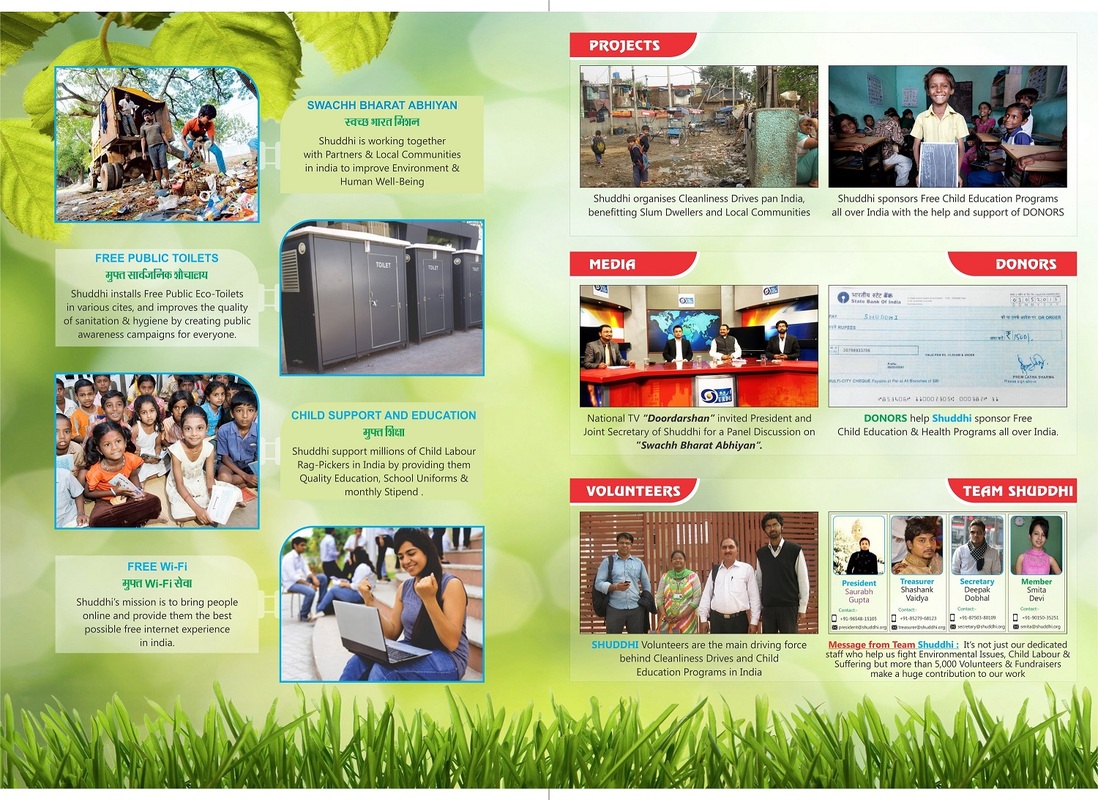 SWACHH BHARAT ABHIYAN
स्वच्छ भारत मिशन
Shuddhi is working together
with Partners & Local Communities
in india to improve Environment &
Human Well-Being
TOILET
TOILET
FREE PUBLIC TOILETS
मुफ्त सार्वजनिक शौचालय
Shuddhi installs Free Public Eco-Toilets
in various cites, and improves the quality
of sanitation & hygiene by creating public
awareness campaigns for everyone.
CHILD SUPPORT AND EDUCATION
मुफ्त शिक्षा
Shuddhi support millions of Child Labour
Rag-Pickers in India by providing them
Quality Education, School Uniforms &
monthly Stipend .
FREE Wi-Fi
मुफ्त Wi-Fi सेवा
Shuddhi's mission is to bring people
online and provide them the best
possible free internet experience
in india.
PROJECTS
Shuddhi organises Cleanliness Drives pan India,
benefitting Slum Dwellers and Local Communities
Shuddhi sponsors Free Child Education Programs
all over India with the help and support of DONORS
MEDIA
National TV "Doordarshan" invited President and
Joint Secretary of Shuddhi for a Panel Discussion on
"Swachh Bharat Abhiyan".
DONORS
भारतीय स्टेट बैंक
State Bank Of India
SHUDDHI
OR ORDER
PREM LATHA SHARMA
DONORS help Shuddhi sponsor Free
Child Education & Health Programs all over India.
VOLUNTEERS
SHUDDHI Volunteers are the main driving force
behind Cleanliness Drives and Child
Education Programs in India
TEAM SHUDDHI
President
Saurabh
Gupta
Contact:-
+91-98548-15165
president@shuddhi.org
Treasurer
Shashank
Vaidya
Contact:-
+91-85279-68123
treasurer@shuddhi.org
Secretary
Deepak
Dobhal
Contact:-
+91-97503-89109
secretary@shuddhi.org
Member
Smita
Devi
Contact:-
+91-90350-35251
smita@shuddhi.org
Message from Team Shuddhi : It's not just our dedicated
staff who help us fight Environmental Issues, Child Labour &
Suffering but more than 5,000 Volunteers & Fundraisers
make a huge contribution to our work